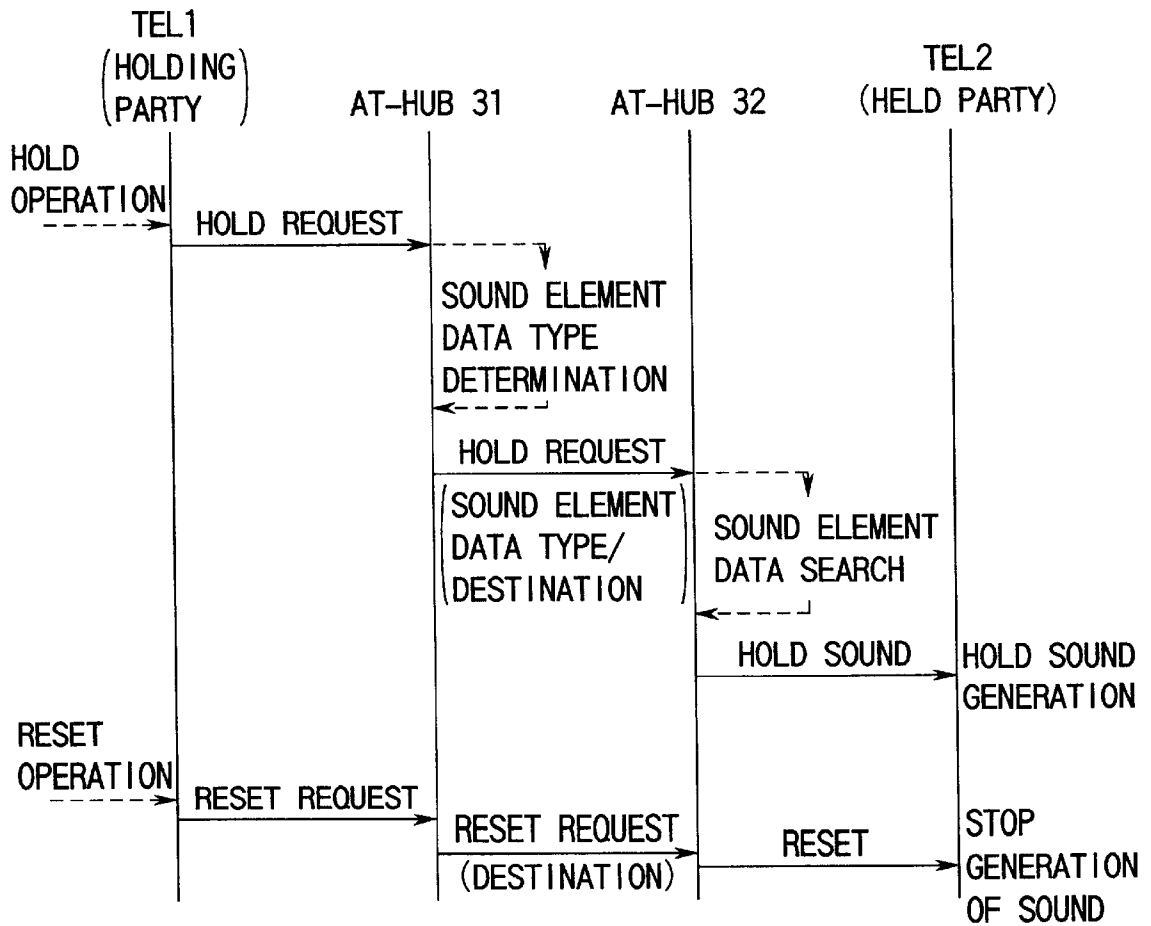 TEL1
(HOLDING
PARTY)
AT-HUB 31
AT-HUB 32
TEL2
(HELD PARTY)
HOLD
OPERATION
HOLD REQUEST
SOUND ELEMENT
DATA TYPE
DETERMINATION
HOLD REQUEST
(SOUND ELEMENT
DATA TYPE/
DESTINATION)
SOUND ELEMENT
DATA SEARCH
HOLD SOUND
HOLD SOUND
GENERATION
RESET
OPERATION
RESET REQUEST
RESET REQUEST
(DESTINATION)
RESET
STOP
GENERATION
OF SOUND